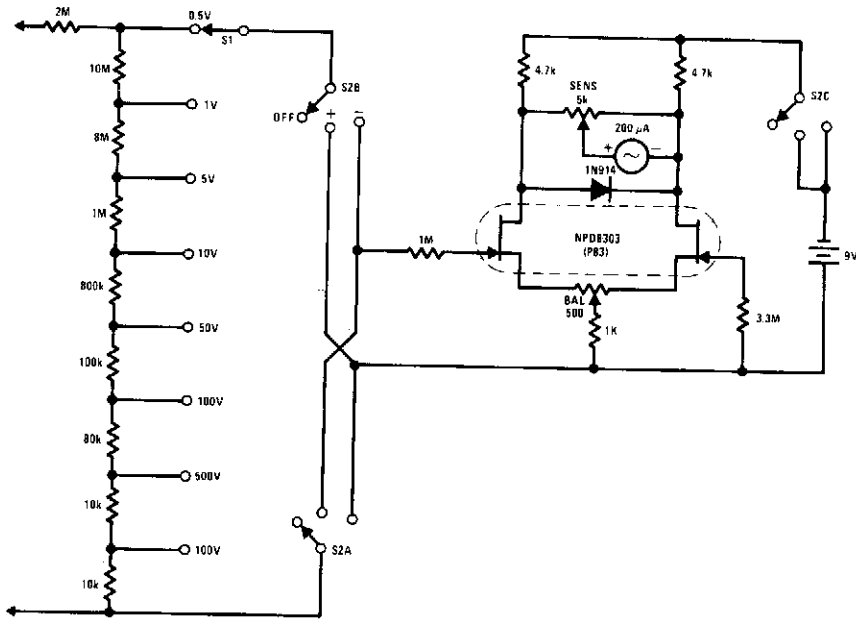 2M
0.5V
S1
10M
1V
8M
5V
1M
10V
800k
50V
100k
100V
80k
500V
10k
100V
10k
S2B
OFF
+
−
S2A
1M
4.7k
4.7k
SENS
5k
200 μA
+
−
1N914
NPD8303
(P83)
BAL
500
1K
3.3M
S2C
9V